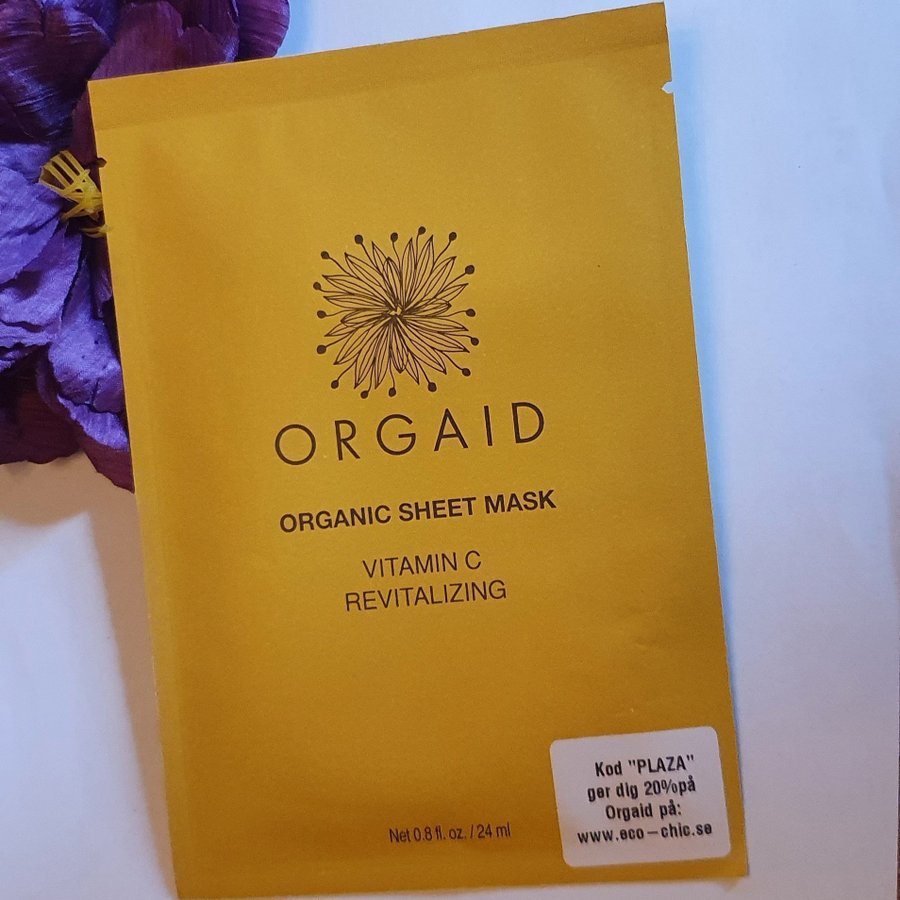 ORGAID
ORGANIC SHEET MASK
VITAMIN C
REVITALIZING
Net 0.8 fl. oz. / 24 ml
Kod "PLAZA"
ger dig 20%på
Orgaid på:
www.eco-chic.se